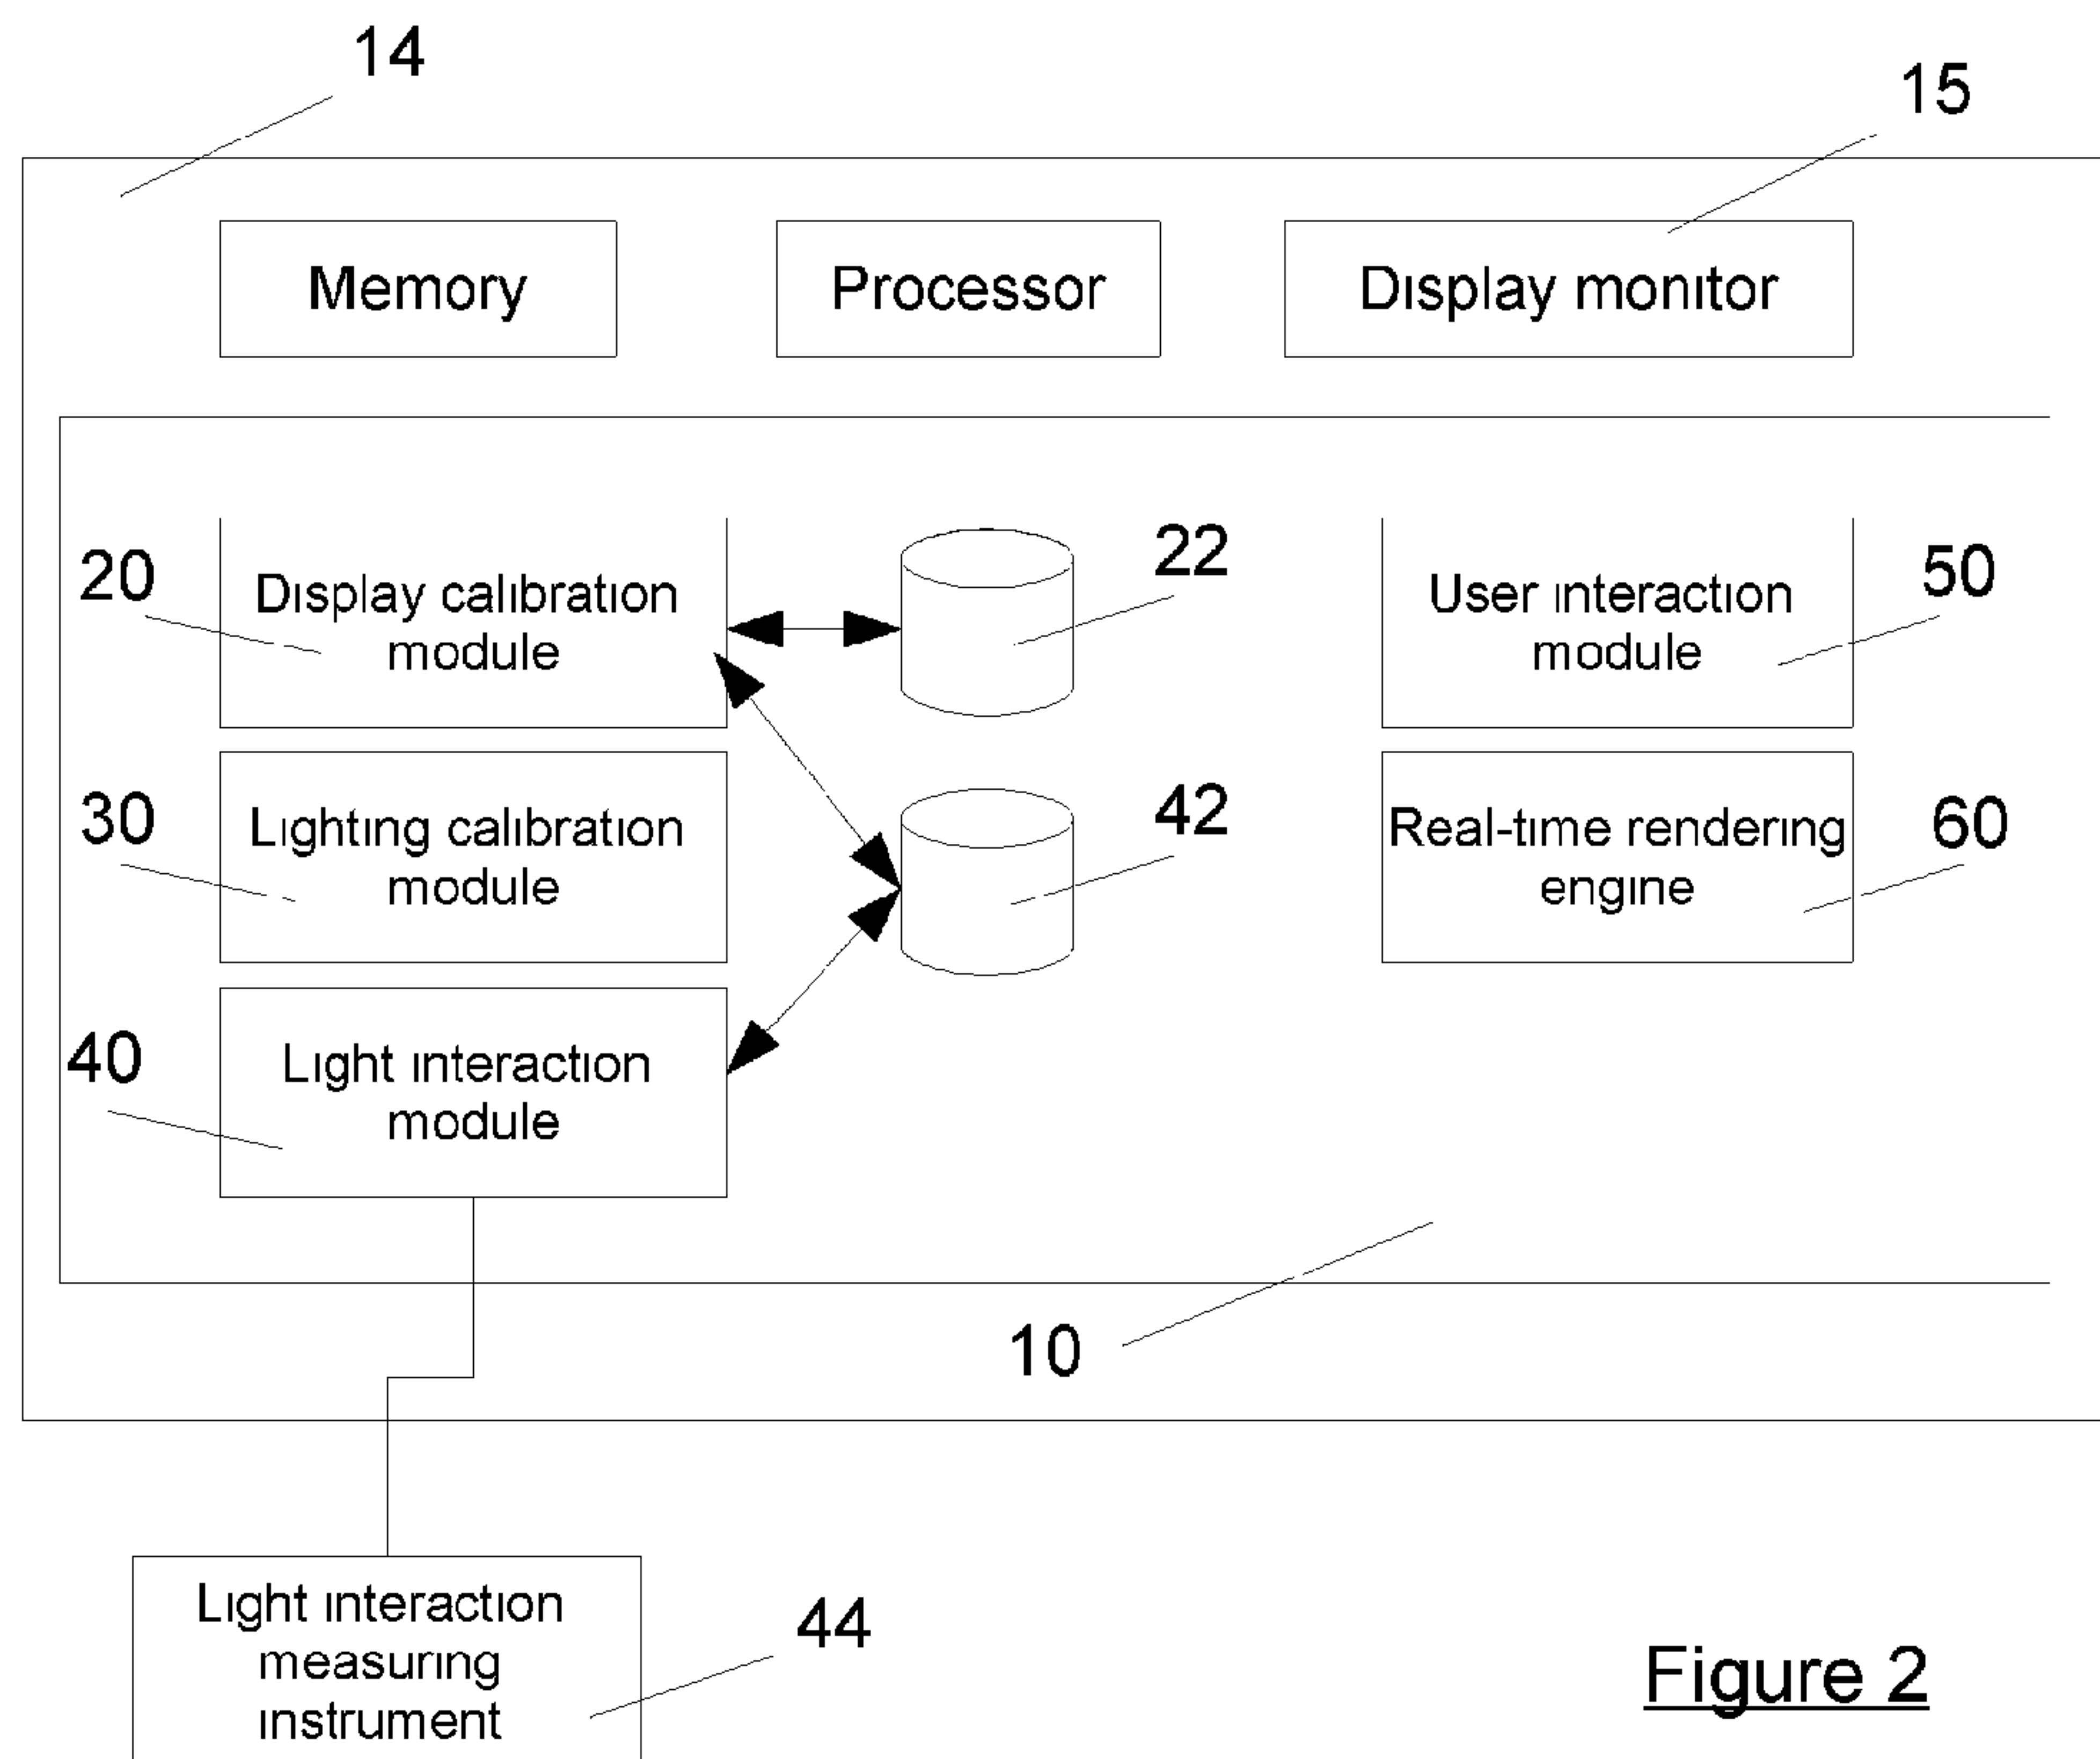 14
15
Memory
Processor
Display monitor
20
Display calibration
module
22
User interaction
module
50
30
Lighting calibration
module
42
Real-time rendering
engine
60
40
Light interaction
module
10
Light interaction
measuring
instrument
44
Figure 2